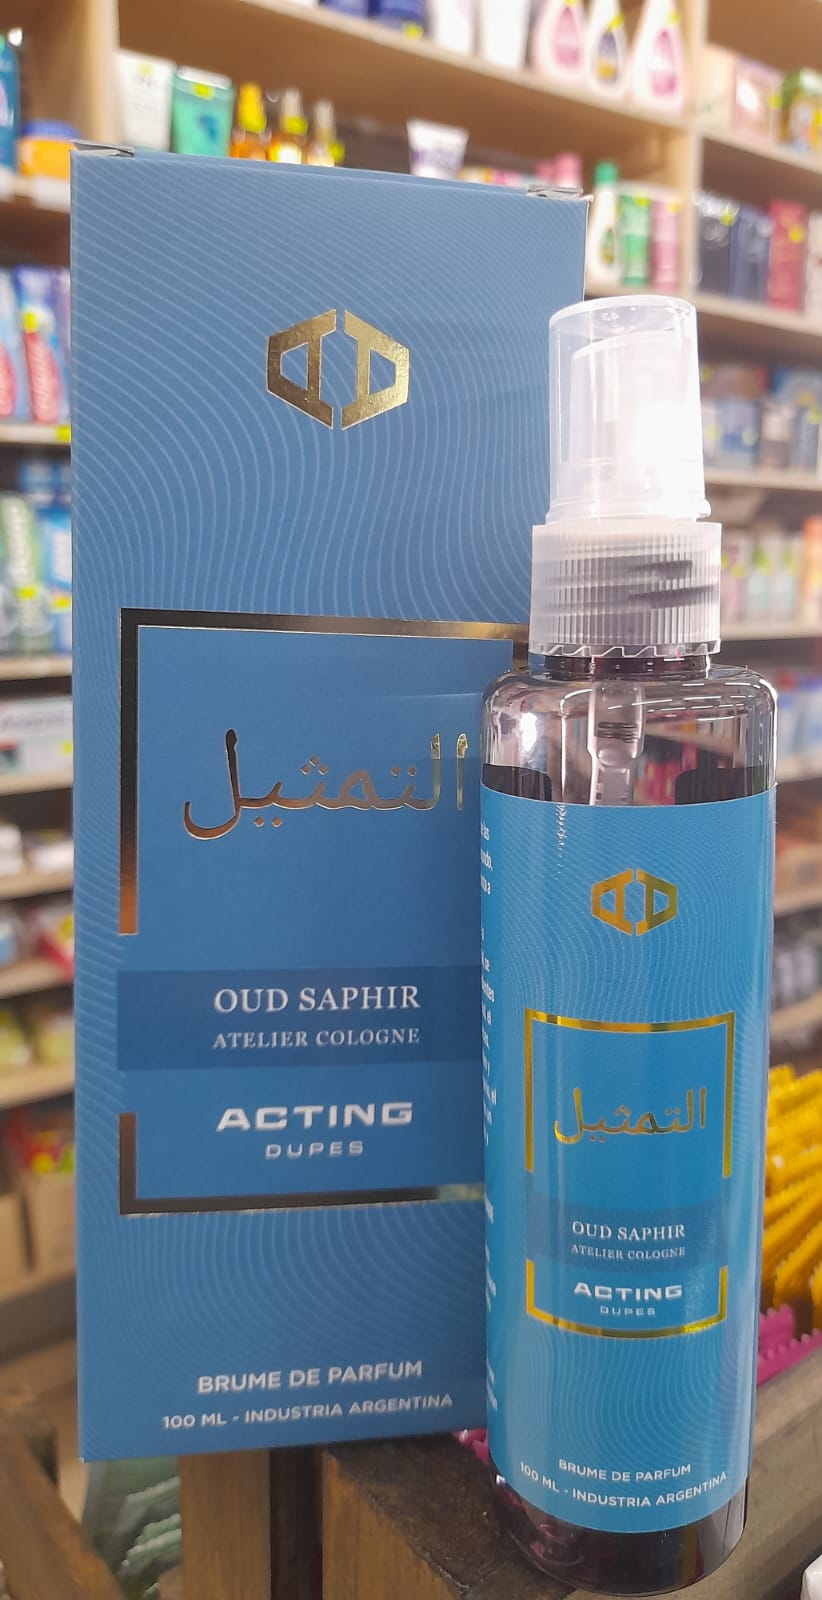 التمثيل
OUD SAPHIR
ATELIER COLOGNE
ACTING
DUPES
BRUME DE PARFUM
100 ML - INDUSTRIA ARGENTINA
التمثيل
OUD SAPHIR
ATELIER COLOGNE
ACTING
DUPES
BRUME DE PARFUM
100 ML - INDUSTRIA ARGENTINA